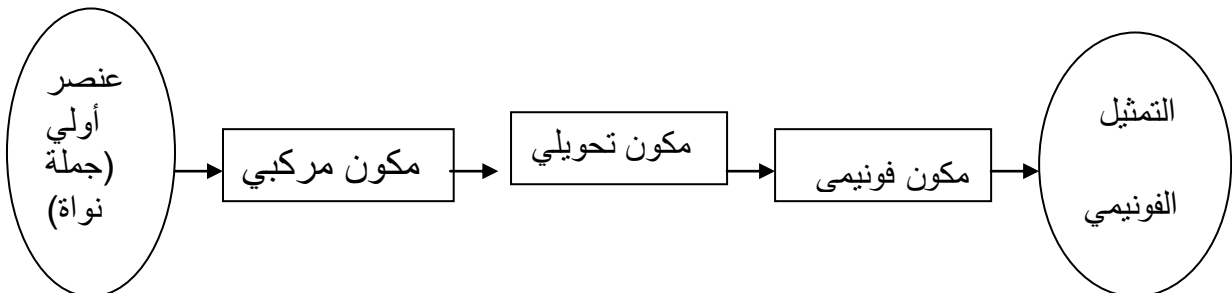 عنصر
أولي
(جملة
نواة)
مكون مركبي
مكون تحويلي
مكون فونيمى
التمثيل
الفونيمي